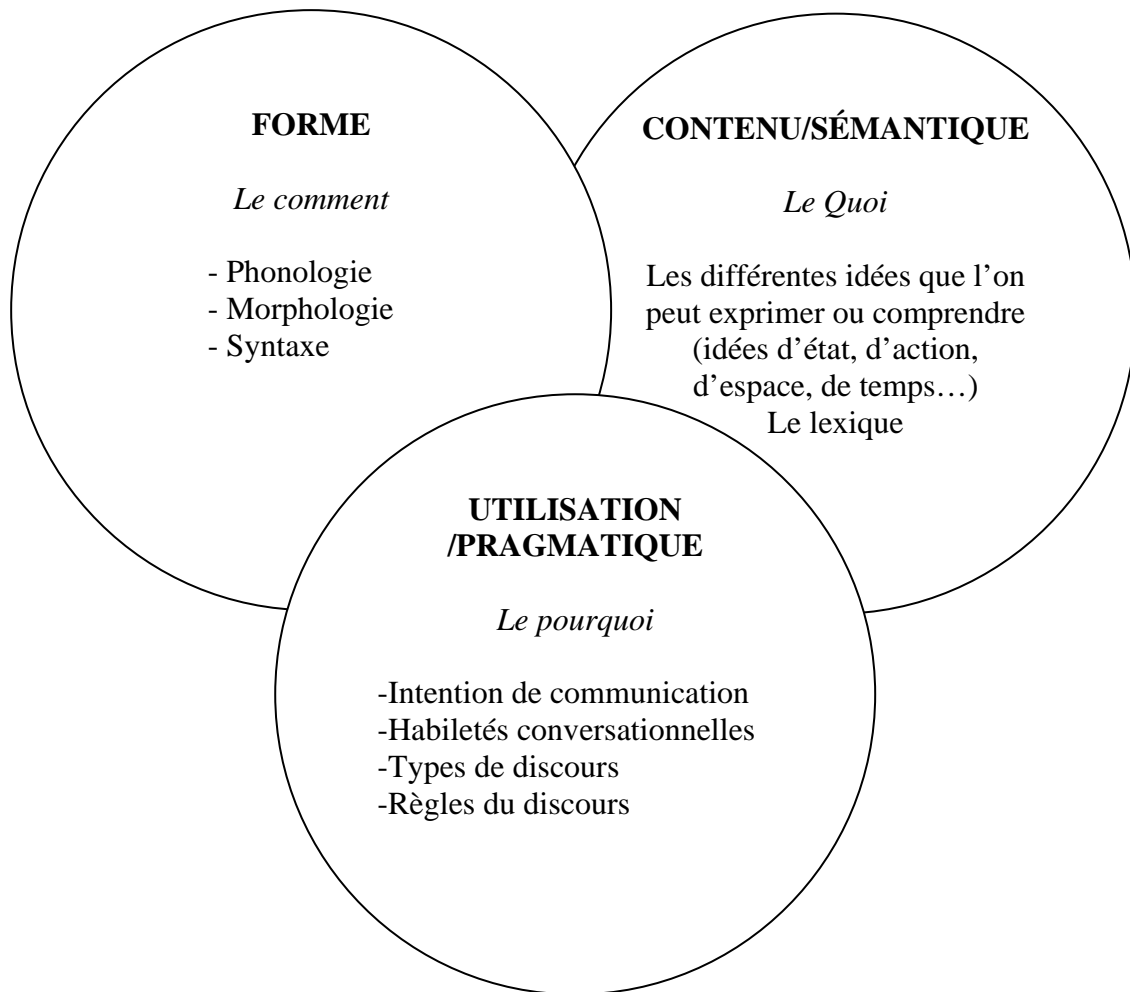 FORME
Le comment
- Phonologie
- Morphologie
- Syntaxe
CONTENU/SÉMANTIQUE
Le Quoi
Les différentes idées que l’on
peut exprimer ou comprendre
(idées d’état, d’action,
d’espace, de temps…)
Le lexique
UTILISATION
/PRAGMATIQUE
Le pourquoi
-Intention de communication
-Habiletés conversationnelles
-Types de discours
-Règles du discours